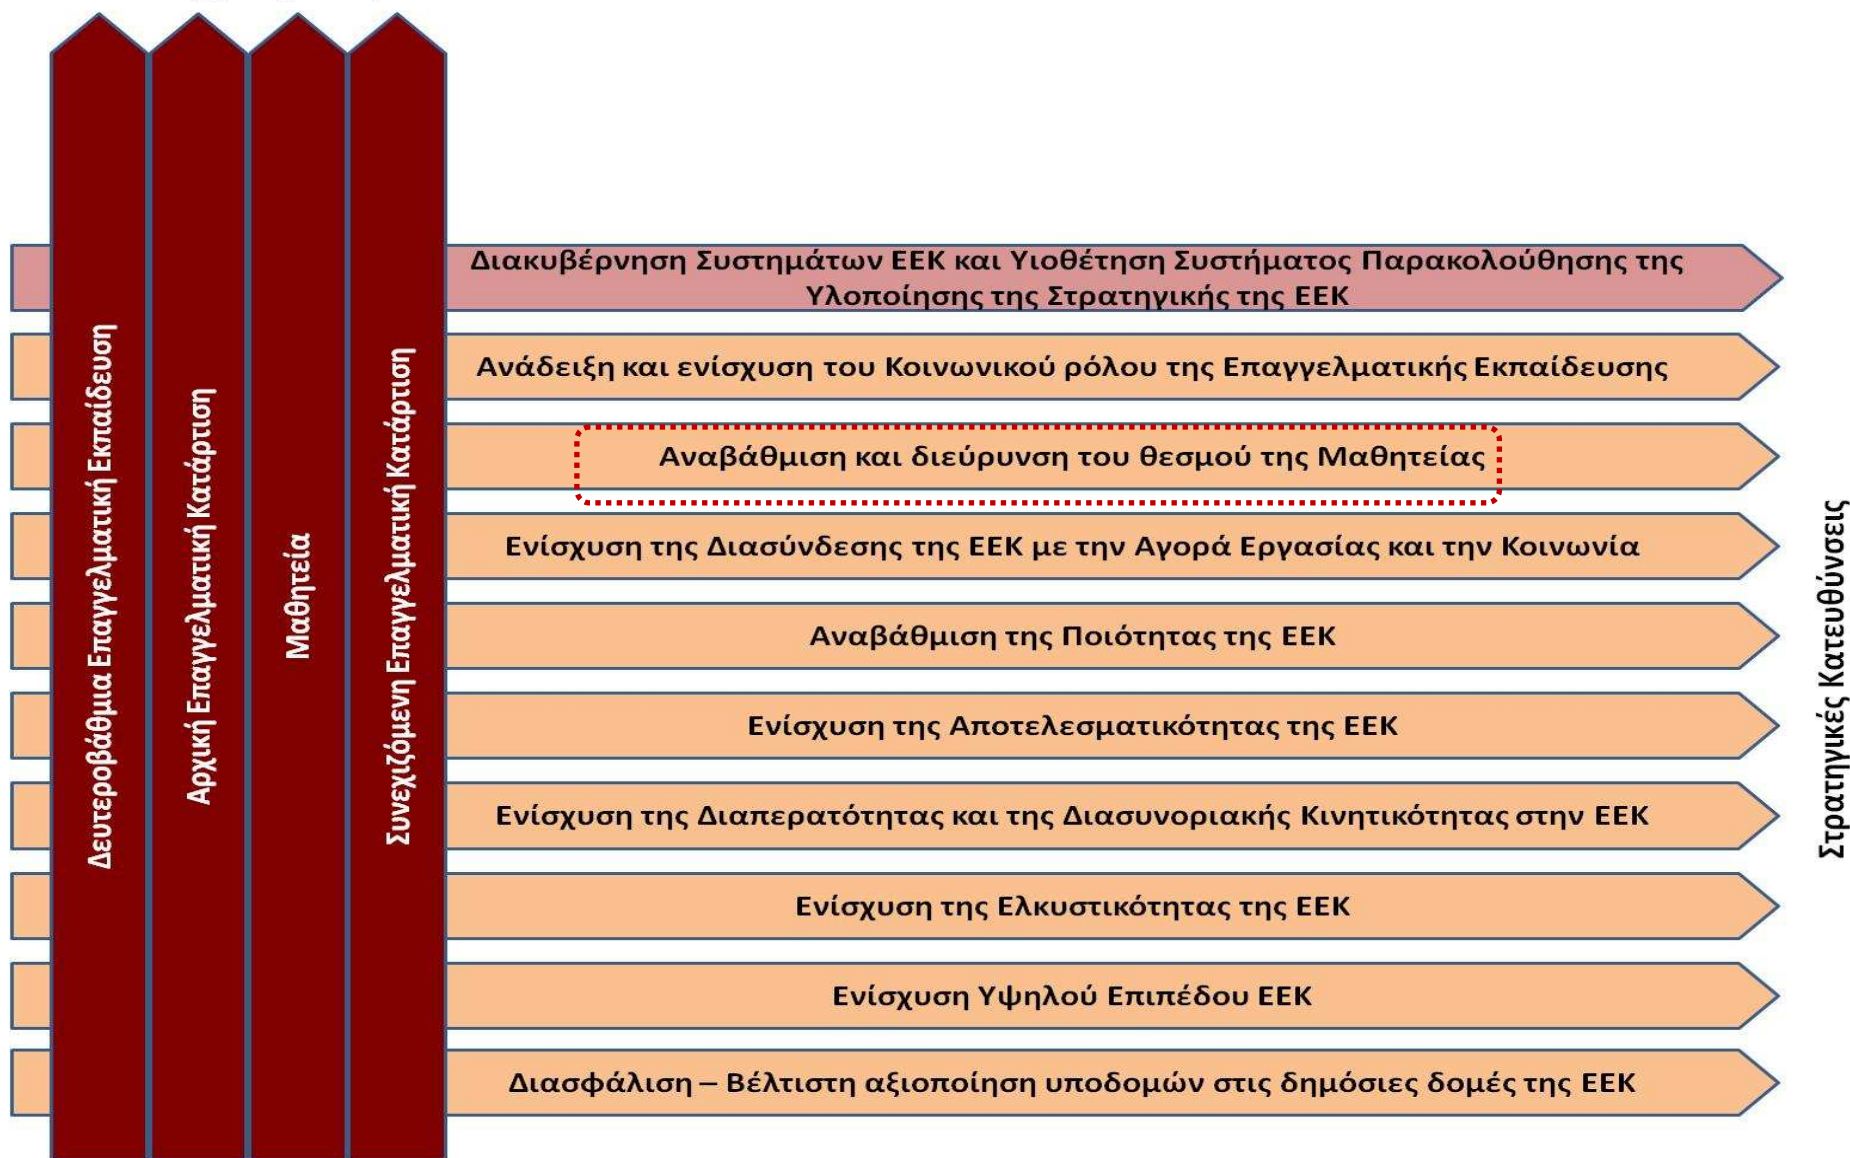 Δευτεροβάθμια Επαγγελματική Εκπαίδευση
Αρχική Επαγγελματική Κατάρτιση
Μαθητεία
Συνεχιζόμενη Επαγγελματική Κατάρτιση
Διακυβέρνηση Συστημάτων ΕΕΚ και Υιοθέτηση Συστήματος Παρακολούθησης της
Υλοποίησης της Στρατηγικής της ΕΕΚ
Ανάδειξη και ενίσχυση του Κοινωνικού ρόλου της Επαγγελματικής Εκπαίδευσης
Αναβάθμιση και διεύρυνση του θεσμού της Μαθητείας
Ενίσχυση της Διασύνδεσης της ΕΕΚ με την Αγορά Εργασίας και την Κοινωνία
Αναβάθμιση της Ποιότητας της ΕΕΚ
Ενίσχυση της Αποτελεσματικότητας της ΕΕΚ
Ενίσχυση της Διαπερατότητας και της Διασυνοριακής Κινητικότητας στην ΕΕΚ
Ενίσχυση της Ελκυστικότητας της ΕΕΚ
Ενίσχυση Υψηλού Επιπέδου ΕΕΚ
Διασφάλιση – Βέλτιστη αξιοποίηση υποδομών στις δημόσιες δομές της ΕΕΚ
Στρατηγικές Κατευθύνσεις